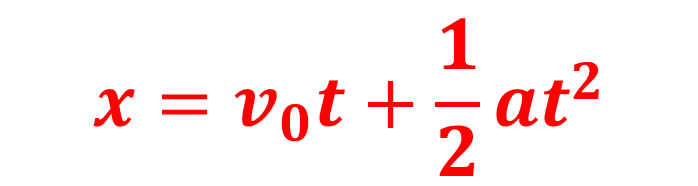 x = v₀t + ½at²